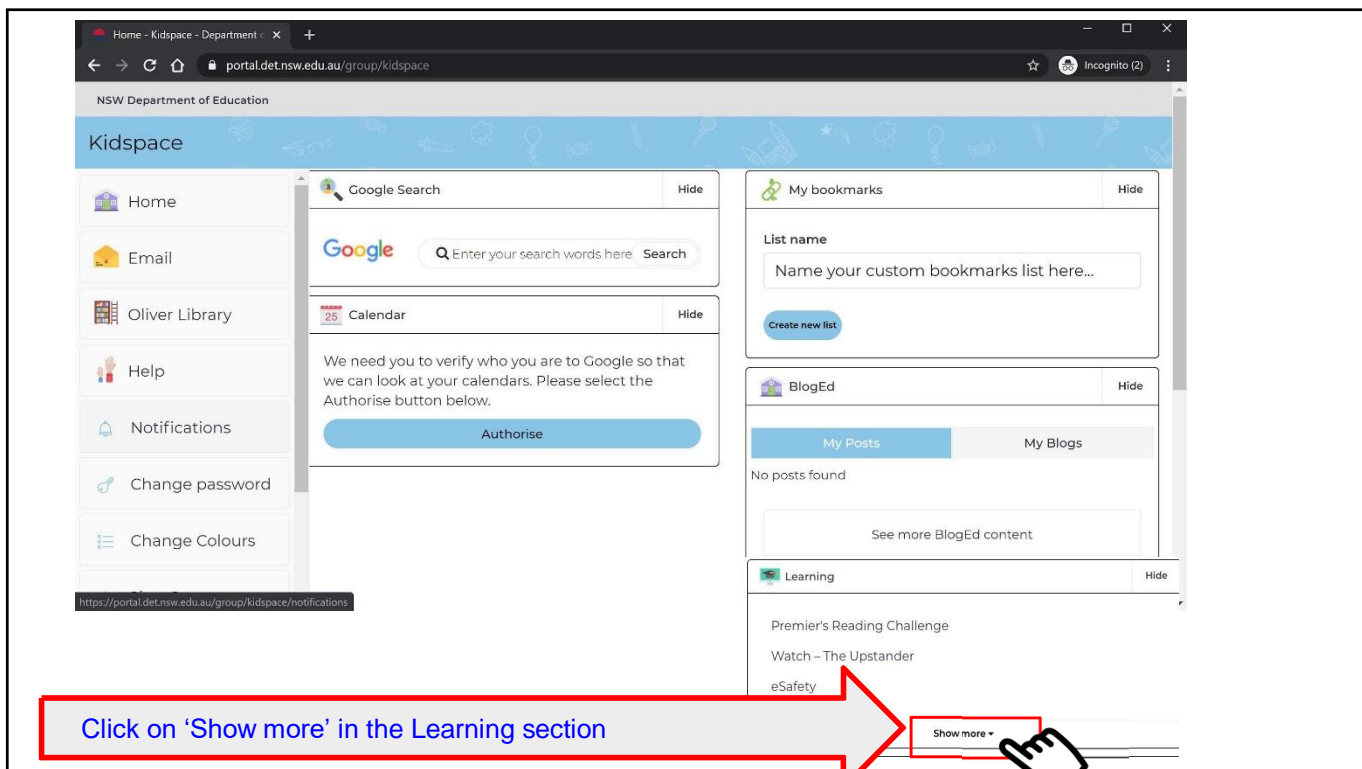 Home - Kidspace - Department o
portal.det.nsw.edu.au/group/kidspace
Incognito (2)
NSW Department of Education
Kidspace
Home
Email
Oliver Library
Help
Notifications
Change password
Change Colours
https://portal.det.nsw.edu.au/group/kidspace/notifications
Google Search
Hide
Google
Enter your search words here
Search
25
Calendar
Hide
We need you to verify who you are to Google so that
we can look at your calendars. Please select the
Authorise button below.
Authorise
My bookmarks
Hide
List name
Name your custom bookmarks list here...
Create new list
BlogEd
Hide
My Posts
My Blogs
No posts found
See more BlogEd content
Learning
Hide
Premier's Reading Challenge
Watch – The Upstander
eSafety
Show more
Click on ‘Show more’ in the Learning section